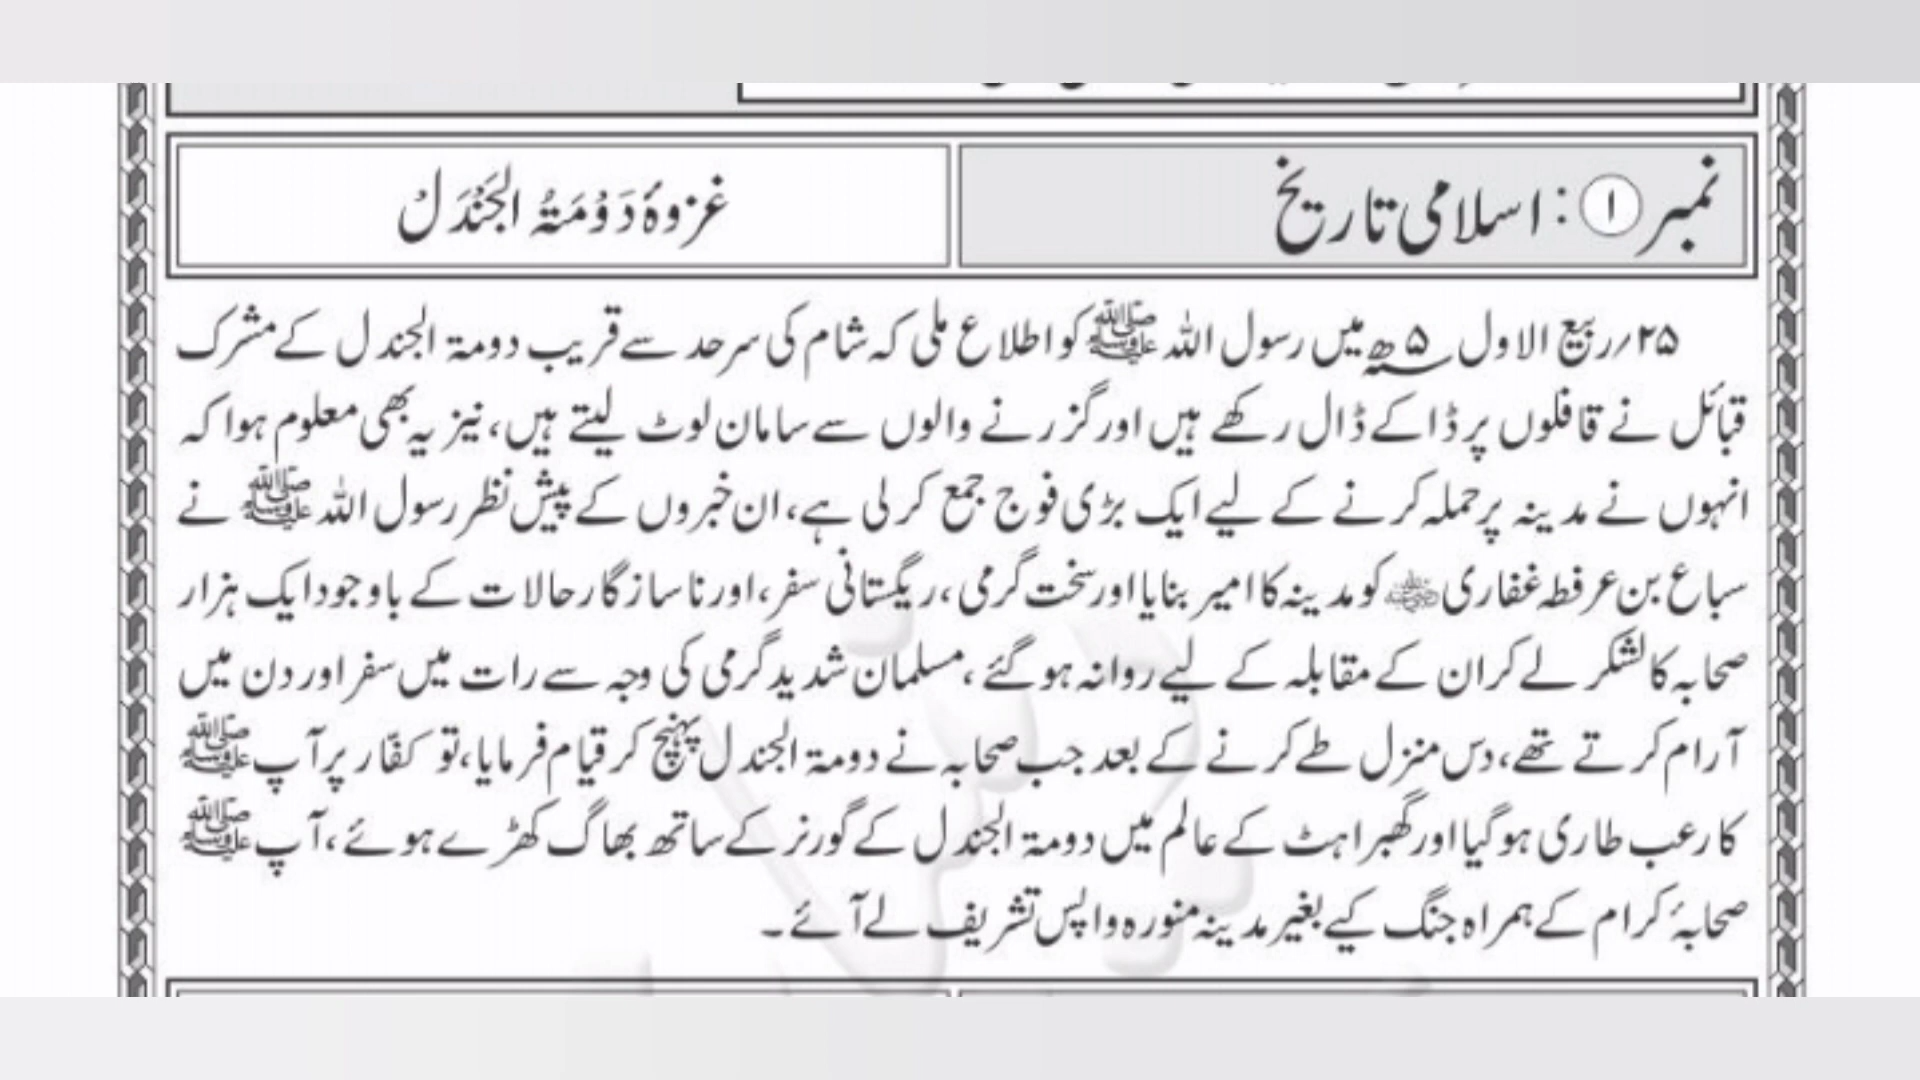 نمبر ۱ : اسلامی تاریخ
غزوۂ دَوْمَۃُ الْجَنْدَلْ
۲۵؍ربیع الاول ۵ھ میں رسول اللہ ﷺ کو اطلاع ملی کہ شام کی سرحد سے قریب دومۃ الجندل کے مشرک
قبائل نے قافلوں پر ڈاکے ڈال رکھے ہیں اور گزرنے والوں سے سامان لوٹ لیتے ہیں، نیز یہ بھی معلوم ہوا کہ
انہوں نے مدینہ پر حملہ کرنے کے لیے ایک بڑی فوج جمع کرلی ہے، ان خبروں کے پیش نظر رسول اللہ ﷺ نے
سباع بن عرفطہ غفاری ؓ کو مدینہ کا امیر بنایا اور سخت گرمی، ریگستانی سفر، اور ناسازگار حالات کے باوجود ایک ہزار
صحابہ کا لشکر لے کر ان کے مقابلہ کے لیے روانہ ہوگئے، مسلمان شدید گرمی کی وجہ سے رات میں سفر اور دن میں
آرام کرتے تھے، دس منزل طے کرنے کے بعد جب صحابہ نے دومۃ الجندل پہنچ کر قیام فرمایا، تو کفّار پر آپ ﷺ
کا رعب طاری ہوگیا اور گھبراہٹ کے عالم میں دومۃ الجندل کے گورنر کے ساتھ بھاگ کھڑے ہوئے، آپ ﷺ
صحابۂ کرام کے ہمراہ جنگ کیے بغیر مدینہ منورہ واپس تشریف لے آئے۔